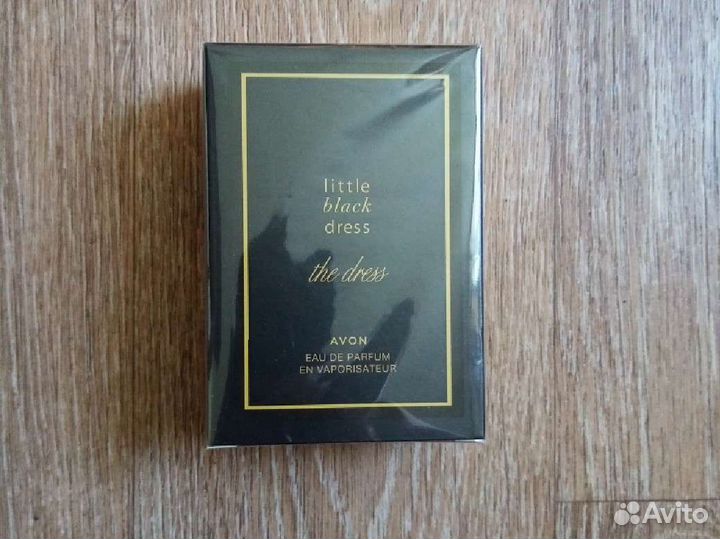 little
black
dress
the dress
AVON
EAU DE PARFUM
EN VAPORISATEUR
Avito